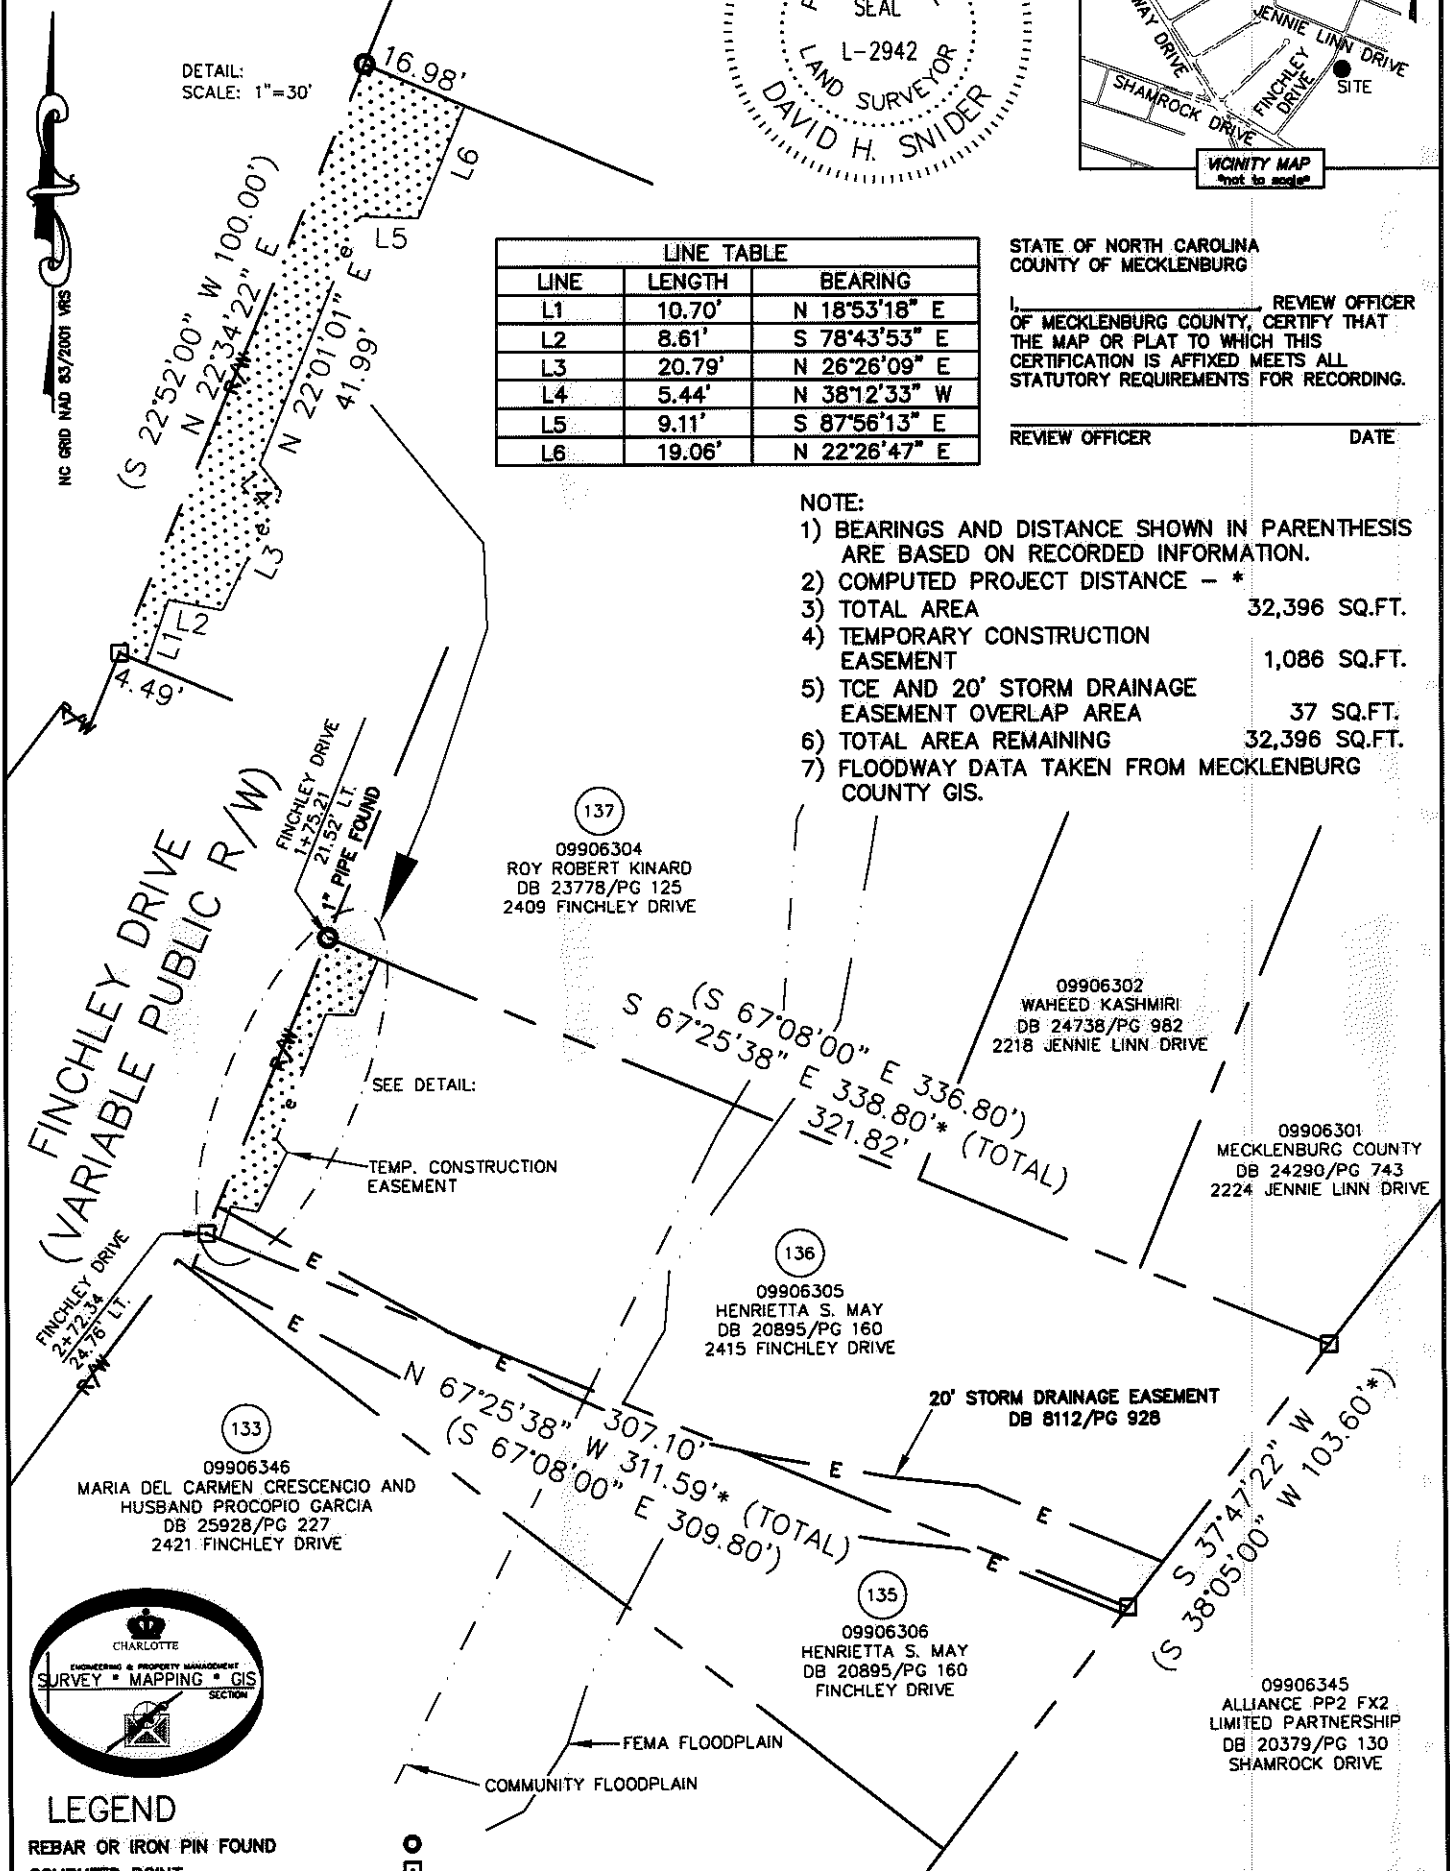 DETAIL:
SCALE: 1"=30'
16.98'
SEAL
L-2942
LAND SURVEYOR
DAVID H. SNIDER
WAY DRIVE
JENNIE LINN DRIVE
FINCHLEY
DRIVE
SITE
SHAMROCK DRIVE
VICINITY MAP
*not to scale*
NC GRID NAD 83/2001 VRS
(S 22°52'00" W 100.00')
N 22°34'22" E
R/W
N 22°01'01" E
41.99'
e
e
L6
L5
L4
L3
L2
L1
4.49'
R/W
LINE TABLE
LINE LENGTH BEARING
L1 10.70' N 18°53'18" E
L2 8.61' S 78°43'53" E
L3 20.79' N 26°26'09" E
L4 5.44' N 38°12'33" W
L5 9.11' S 87°56'13" E
L6 19.06' N 22°26'47" E
STATE OF NORTH CAROLINA
COUNTY OF MECKLENBURG
I,____________________, REVIEW OFFICER
OF MECKLENBURG COUNTY, CERTIFY THAT
THE MAP OR PLAT TO WHICH THIS
CERTIFICATION IS AFFIXED MEETS ALL
STATUTORY REQUIREMENTS FOR RECORDING.
REVIEW OFFICER DATE
NOTE:
1) BEARINGS AND DISTANCE SHOWN IN PARENTHESIS
ARE BASED ON RECORDED INFORMATION.
2) COMPUTED PROJECT DISTANCE - *
3) TOTAL AREA 32,396 SQ.FT.
4) TEMPORARY CONSTRUCTION
EASEMENT 1,086 SQ.FT.
5) TCE AND 20' STORM DRAINAGE
EASEMENT OVERLAP AREA 37 SQ.FT.
6) TOTAL AREA REMAINING 32,396 SQ.FT.
7) FLOODWAY DATA TAKEN FROM MECKLENBURG
COUNTY GIS.
FINCHLEY DRIVE
1+75.21
21.52' LT.
1" PIPE FOUND
FINCHLEY DRIVE
(VARIABLE PUBLIC R/W)
137
09906304
ROY ROBERT KINARD
DB 23778/PG 125
2409 FINCHLEY DRIVE
09906302
WAHEED KASHMIRI
DB 24738/PG 982
2218 JENNIE LINN DRIVE
(S 67°08'00" E 336.80')
S 67°25'38" E 338.80'* (TOTAL)
321.82'
R/W
e
SEE DETAIL:
TEMP. CONSTRUCTION
EASEMENT
09906301
MECKLENBURG COUNTY
DB 24290/PG 743
2224 JENNIE LINN DRIVE
FINCHLEY DRIVE
2+72.34
24.76' LT.
R/W
E
E
E
136
09906305
HENRIETTA S. MAY
DB 20895/PG 160
2415 FINCHLEY DRIVE
20' STORM DRAINAGE EASEMENT
DB 8112/PG 928
307.10'
N 67°25'38" W 311.59'* (TOTAL)
(S 67°08'00" E 309.80')
E
E
E
S 37°47'22" W
(S 38°05'00" W 103.60'*)
133
09906346
MARIA DEL CARMEN CRESCENCIO AND
HUSBAND PROCOPIO GARCIA
DB 25928/PG 227
2421 FINCHLEY DRIVE
135
09906306
HENRIETTA S. MAY
DB 20895/PG 160
FINCHLEY DRIVE
09906345
ALLIANCE PP2 FX2
LIMITED PARTNERSHIP
DB 20379/PG 130
SHAMROCK DRIVE
CHARLOTTE
ENGINEERING & PROPERTY MANAGEMENT
SURVEY * MAPPING * GIS
SECTION
FEMA FLOODPLAIN
COMMUNITY FLOODPLAIN
LEGEND
REBAR OR IRON PIN FOUND
COMPUTED POINT